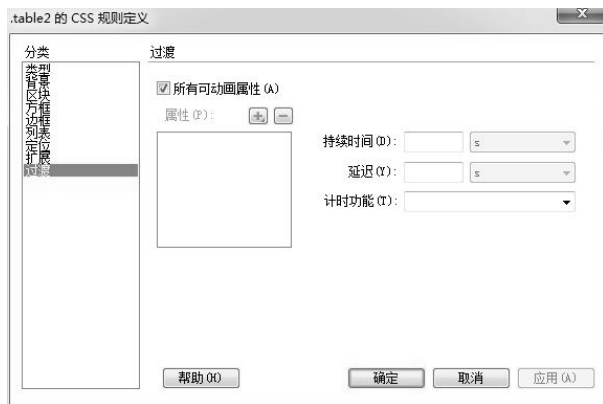 .table2 的 CSS 规则定义
分类
过渡
类型
背景
区块
方框
边框
列表
定位
扩展
过渡
所有可动画属性(A)
属性(P):
持续时间(D):
s
延迟(Y):
s
计时功能(T):
帮助(H)
确定
取消
应用(A)